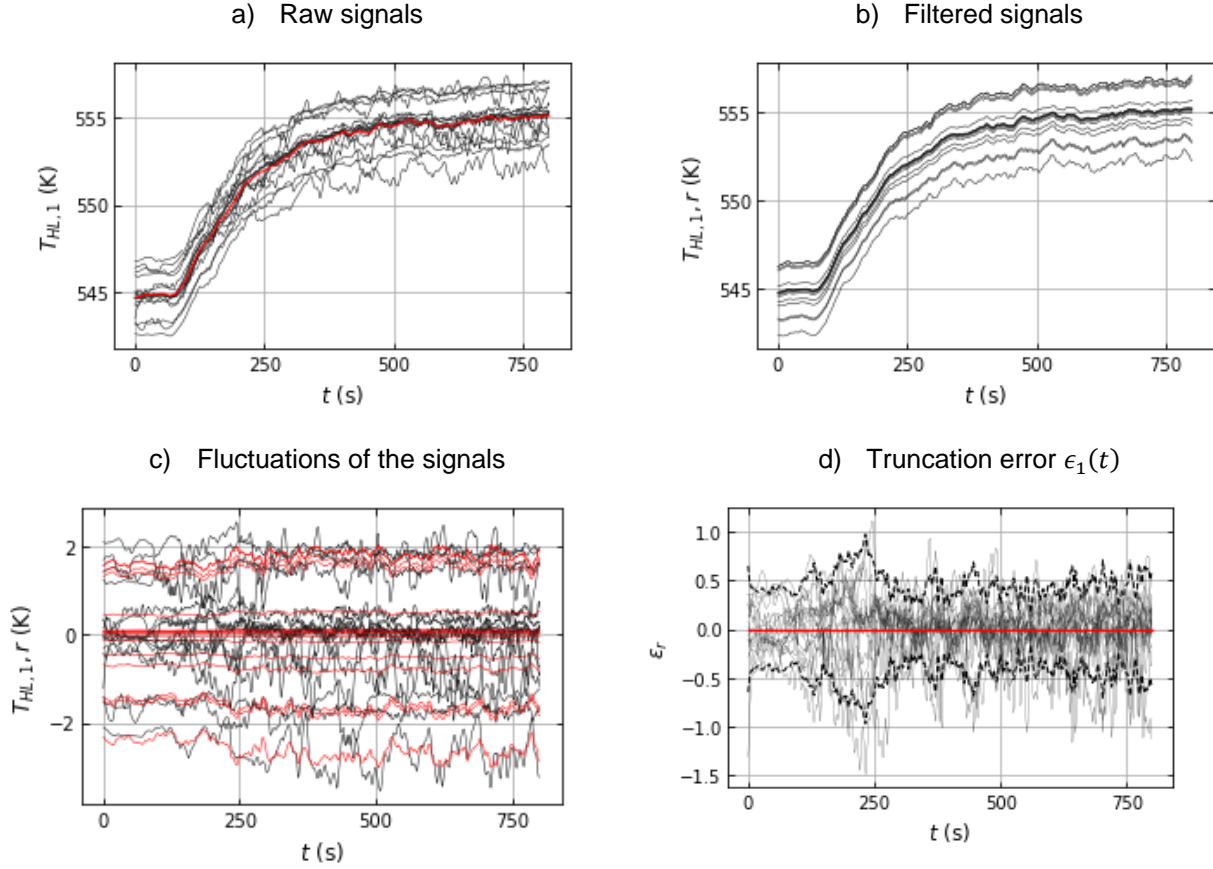 a) Raw signals
b) Filtered signals
T_{HL,1} (K)
555
550
545
0
250
500
750
t (s)
T_{HL,1}, r (K)
555
550
545
0
250
500
750
t (s)
c) Fluctuations of the signals
d) Truncation error ϵ₁(t)
T_{HL,1}, r (K)
2
0
−2
0
250
500
750
t (s)
ε_r
1.0
0.5
0.0
−0.5
−1.0
−1.5
0
250
500
750
t (s)